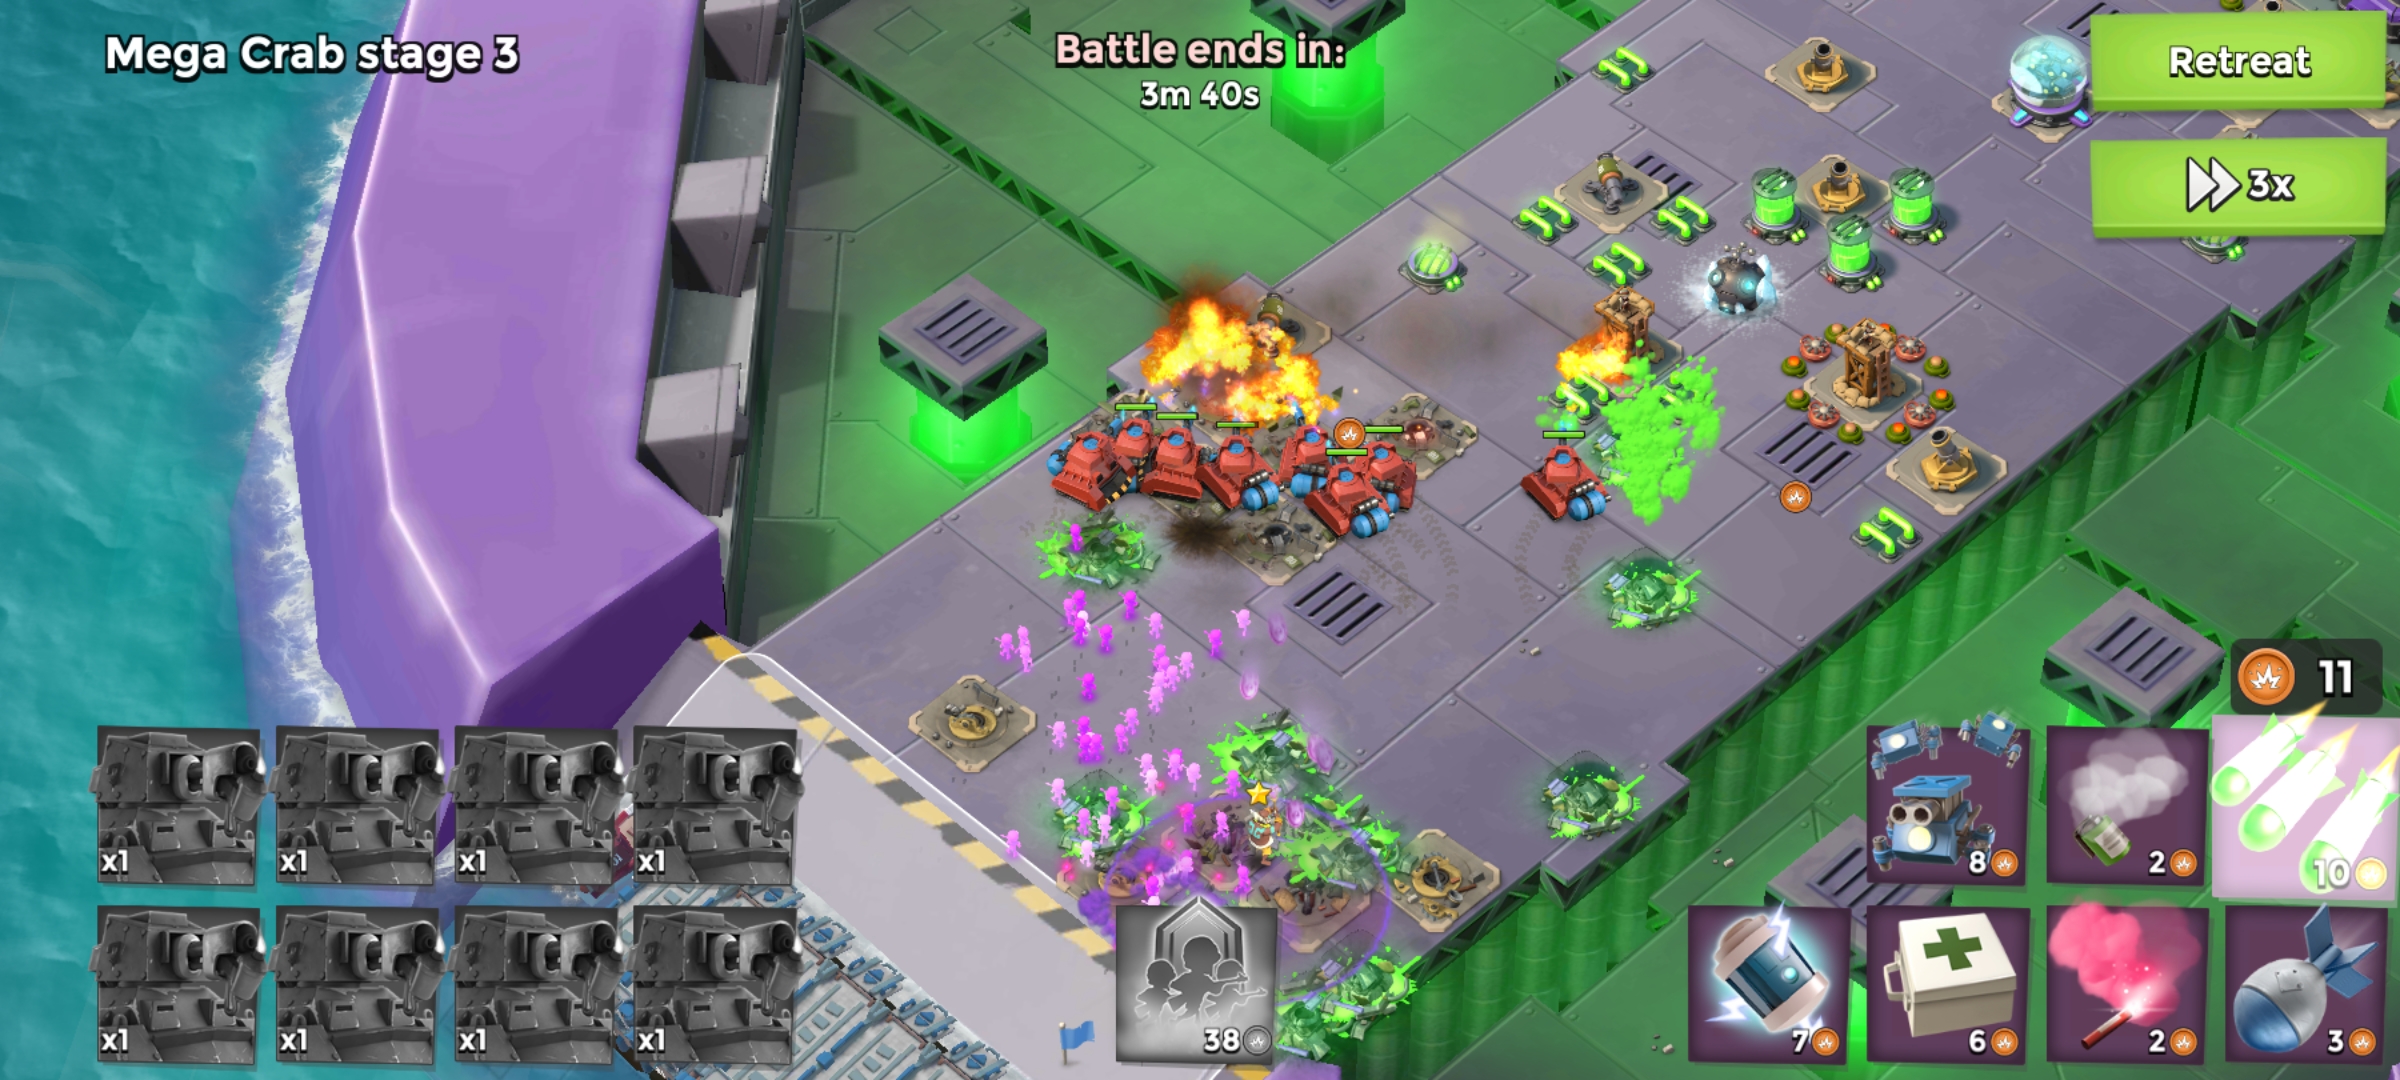 Mega Crab stage 3
Battle ends in:
3m 40s
Retreat
3x
11
x1
x1
x1
x1
8
2
10
x1
x1
x1
x1
38
7
6
2
3